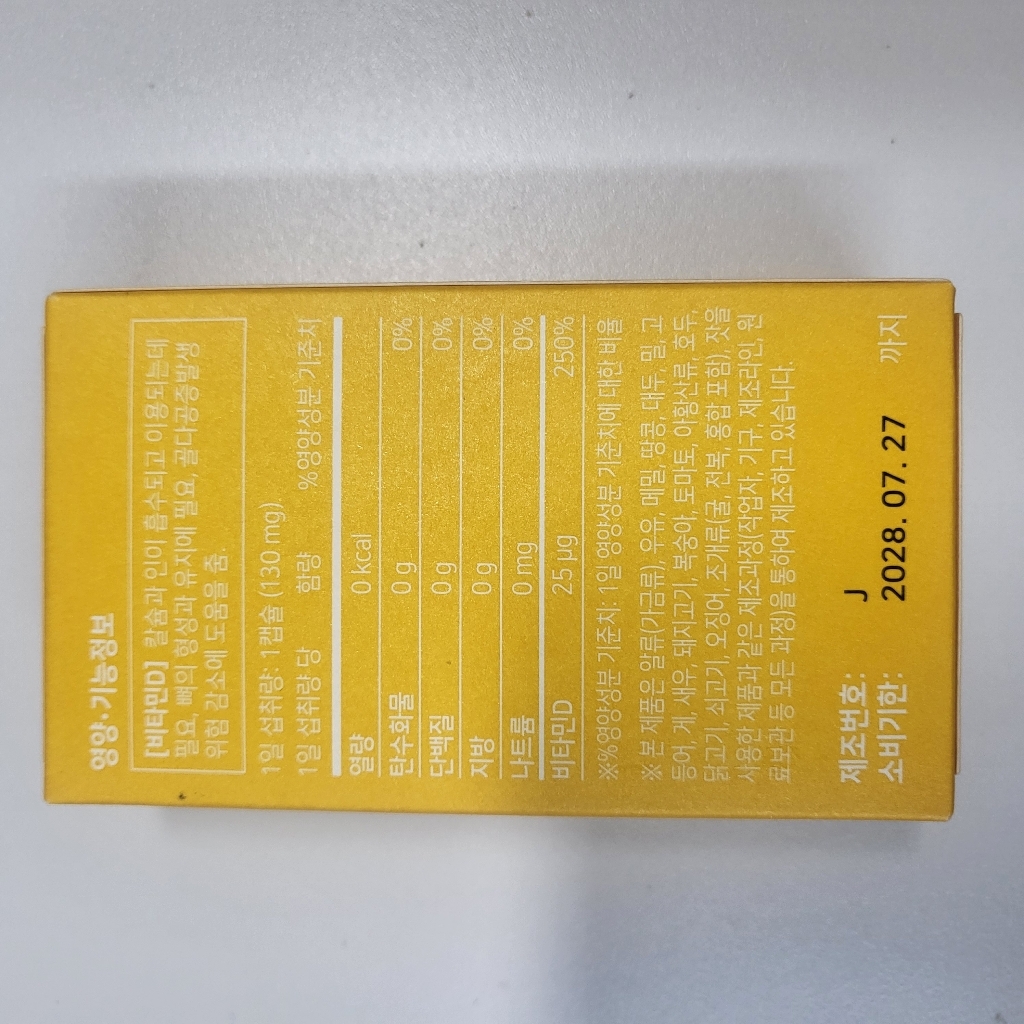 영양·기능정보
[비타민D] 칼슘과 인이 흡수되고 이용되는데
필요, 뼈의 형성과 유지에 필요, 골다공증발생
위험 감소에 도움을 줌.
1일 섭취량: 1캡슐 (130 mg)
1일 섭취량당 함량 %영양성분 기준치
열량 0 kcal
탄수화물 0 g 0%
단백질 0 g 0%
지방 0 g 0%
나트륨 0 mg 0%
비타민D 25 µg 250%
※%영양성분 기준치: 1일 영양성분 기준치에 대한 비율
※ 본 제품은 알류(가금류), 우유, 메밀, 땅콩, 대두, 밀, 고
등어, 게, 새우, 돼지고기, 복숭아, 토마토, 아황산류, 호두,
닭고기, 쇠고기, 오징어, 조개류(굴, 전복, 홍합 포함), 잣을
사용한 제품과 같은 제조과정(작업자, 기구, 제조라인, 원
료보관 등 모든 과정)을 통하여 제조하고 있습니다.
제조번호: J
소비기한: 2028. 07. 27 까지